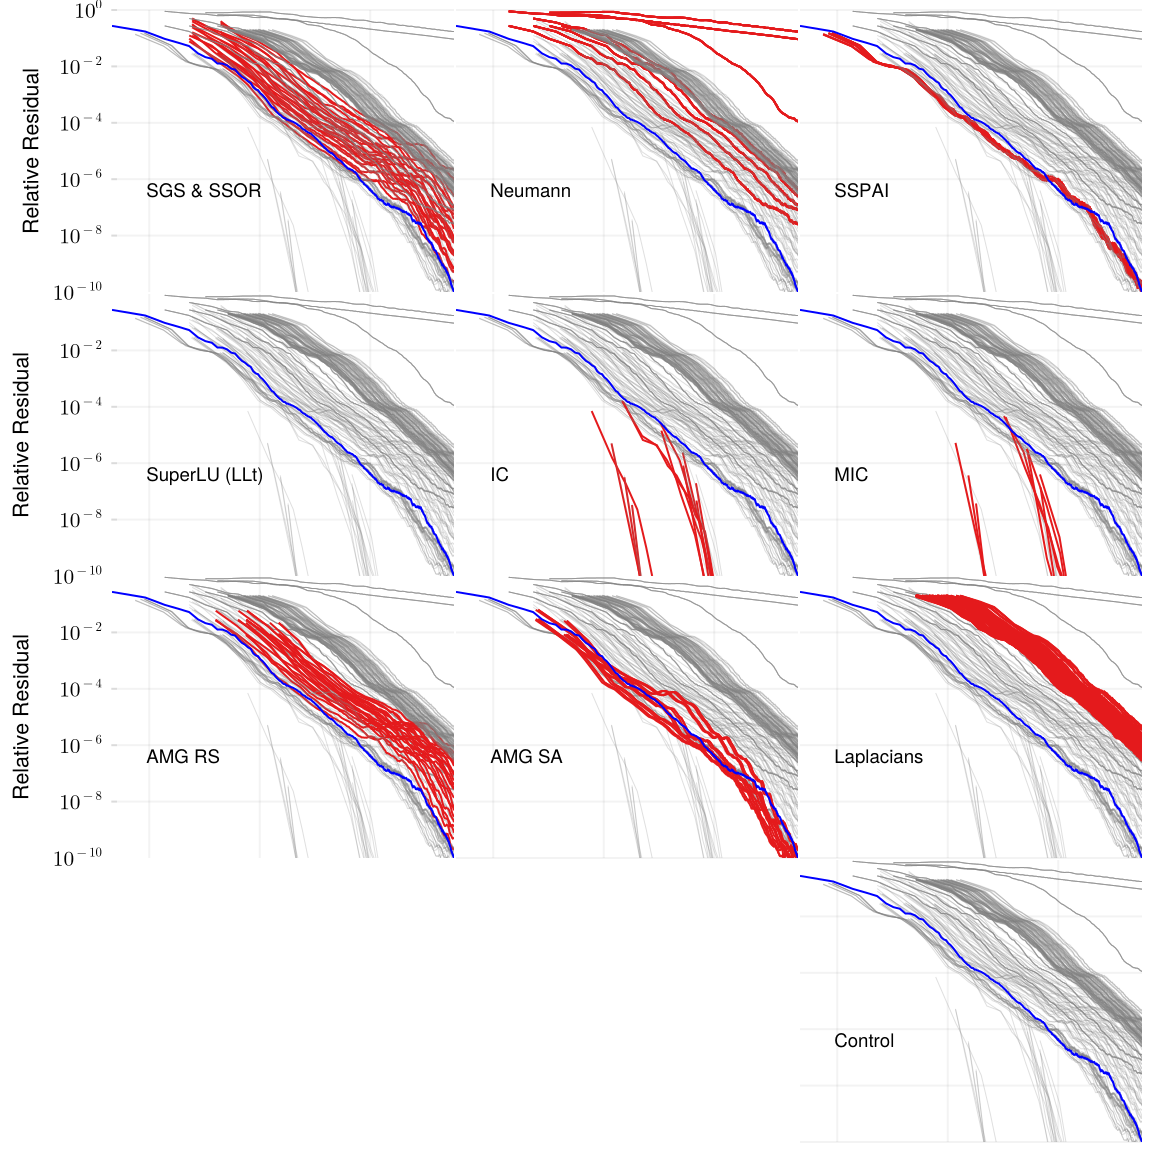 10^0
10^{-2}
10^{-4}
10^{-6}
10^{-8}
10^{-10}
Relative Residual
SGS & SSOR
Neumann
SSPAI
10^{-2}
10^{-4}
10^{-6}
10^{-8}
10^{-10}
Relative Residual
SuperLU (LLt)
IC
MIC
10^{-2}
10^{-4}
10^{-6}
10^{-8}
10^{-10}
Relative Residual
AMG RS
AMG SA
Laplacians
Control